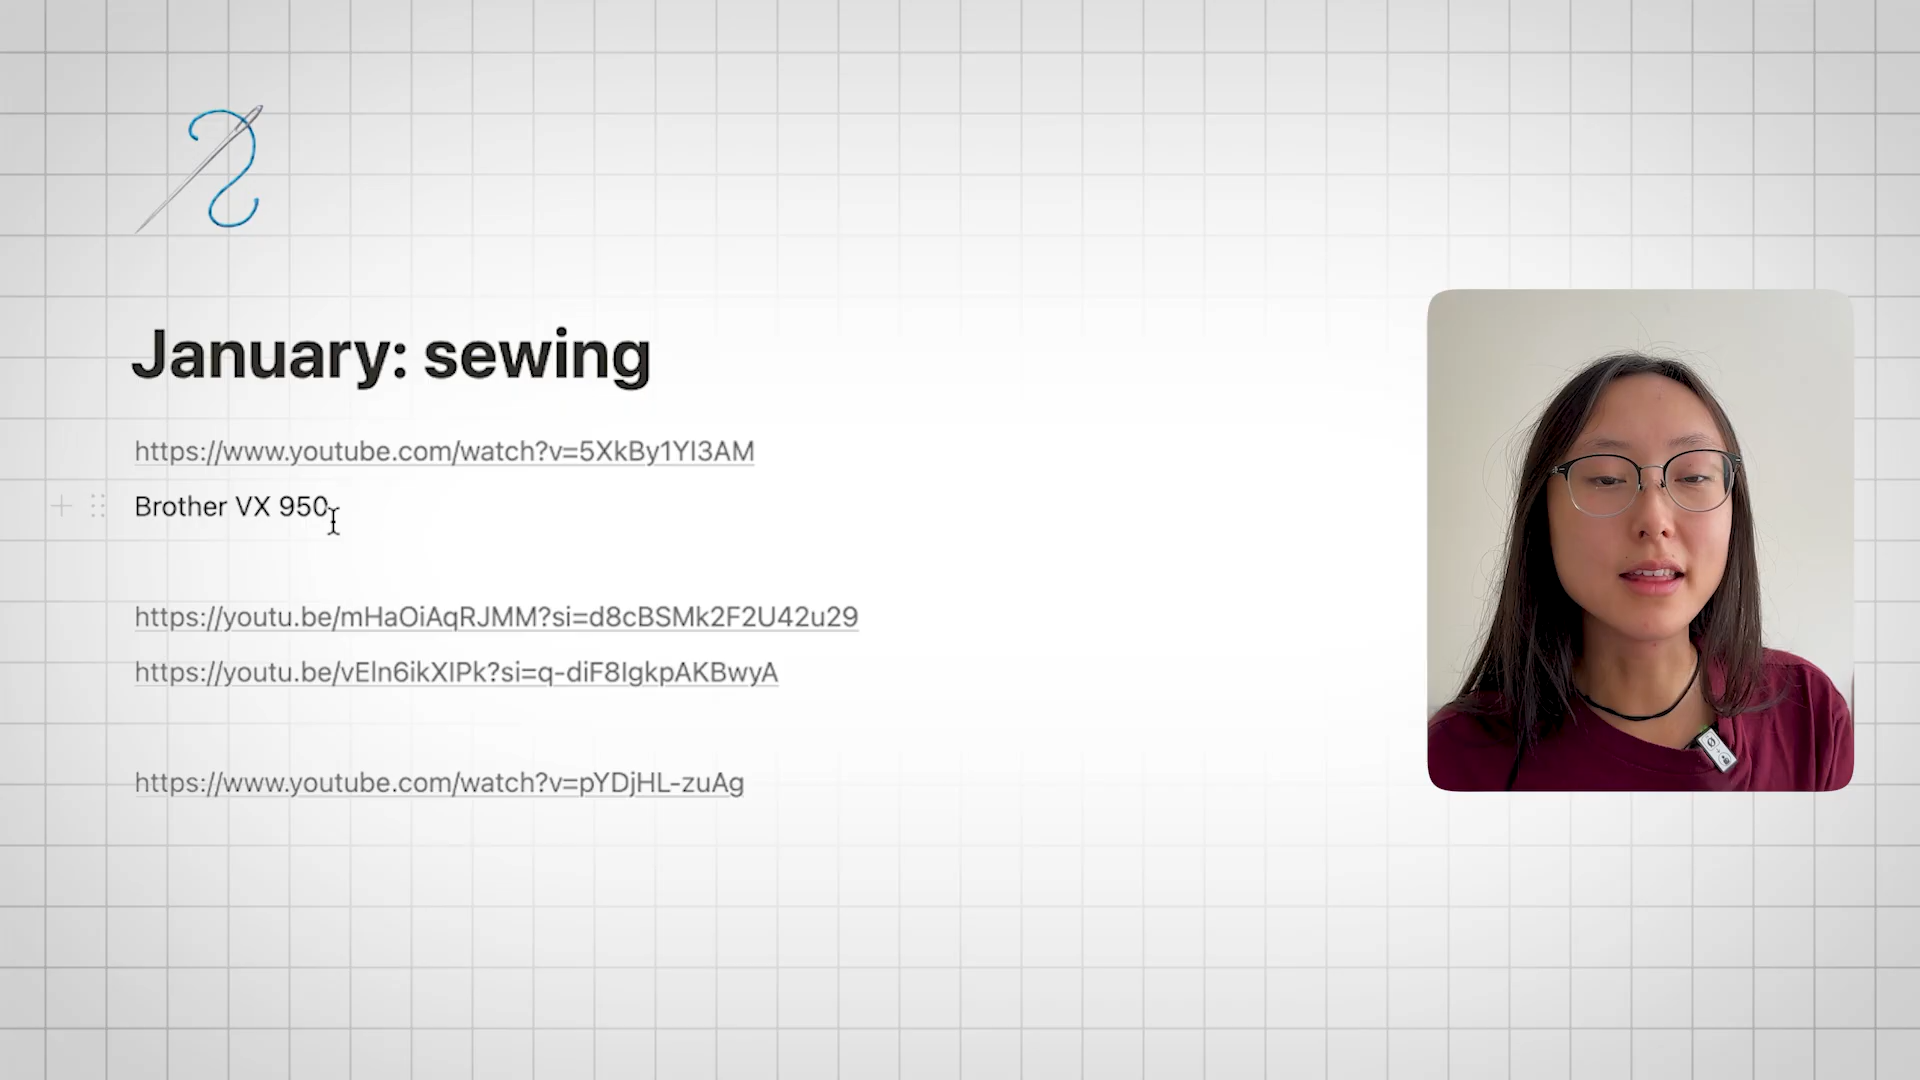 January: sewing
https://www.youtube.com/watch?v=5XkBy1YI3AM
Brother VX 950
https://youtu.be/mHaOiAqRJMM?si=d8cBSMk2F2U42u29
https://youtu.be/vEln6ikXIPk?si=q-diF8IgkpAKBwyA
https://www.youtube.com/watch?v=pYDjHL-zuAg